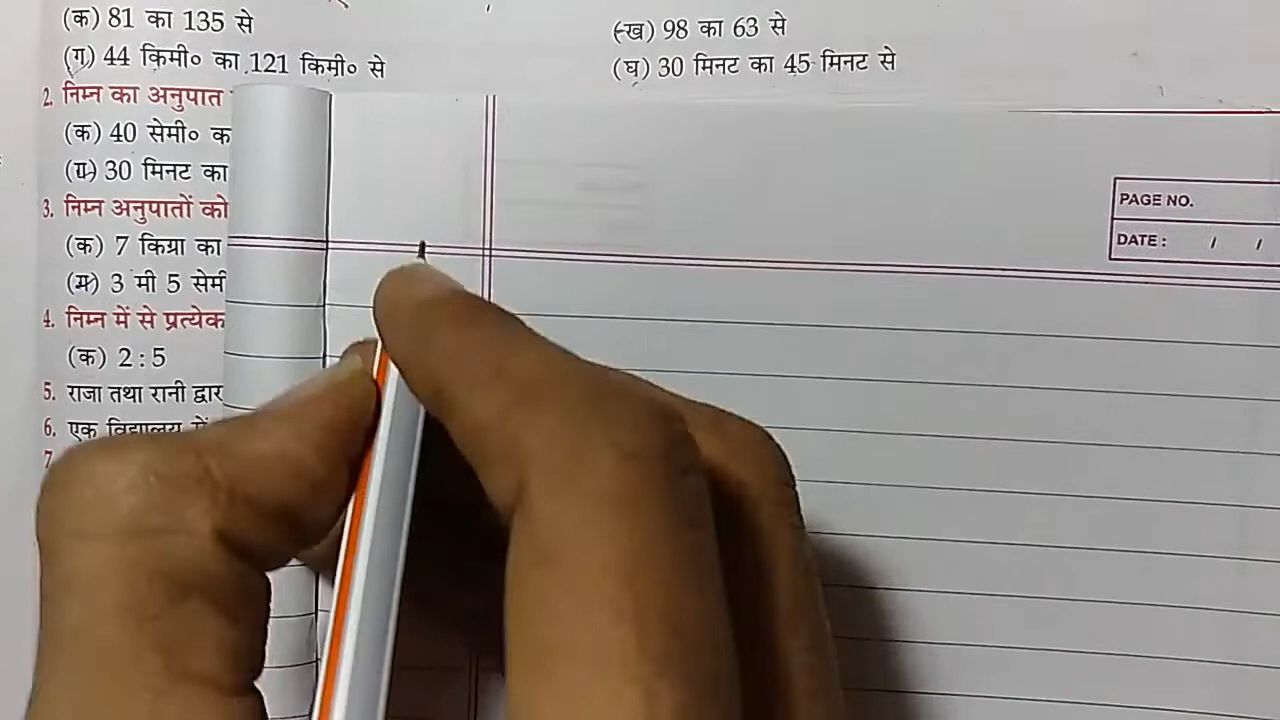 (क) 81 का 135 से
(ख) 98 का 63 से
(ग) 44 किमी० का 121 किमी० से
(घ) 30 मिनट का 45 मिनट से
2. निम्न का अनुपात
(क) 40 सेमी० क
(ग) 30 मिनट का
3. निम्न अनुपातों को
(क) 7 किग्रा का
(ग) 3 मी 5 सेमी
4. निम्न में से प्रत्येक
(क) 2 : 5
5. राजा तथा रानी द्वार
6. एक विद्यालय में
7
PAGE NO.
DATE : / /